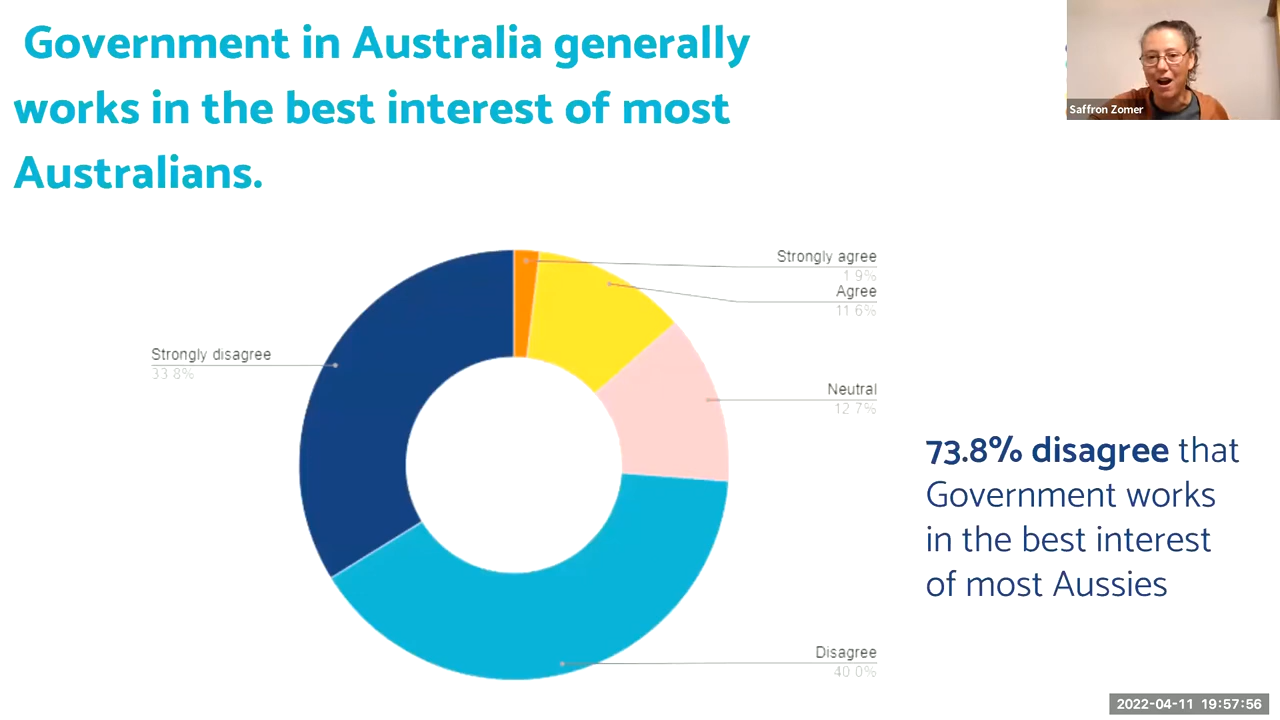 Government in Australia generally
works in the best interest of most
Australians.
Saffron Zomer
Strongly agree
1.9%
Agree
11.6%
Strongly disagree
33.8%
Neutral
12.7%
73.8% disagree that
Government works
in the best interest
of most Aussies
Disagree
40.0%
2022-04-11 19:57:56